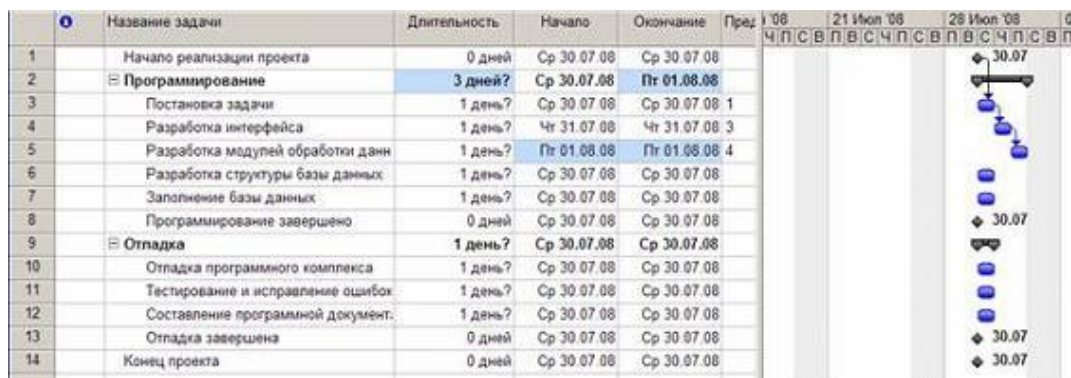 Название задачи Длительность Начало Окончание Пред '08 21 Июл '08 28 Июл '08 0
Ч П С В П В С Ч П С В П В С Ч П С В П
1 Начало реализации проекта 0 дней Ср 30.07.08 Ср 30.07.08 30.07
2 Программирование 3 дней? Ср 30.07.08 Пт 01.08.08
3 Постановка задачи 1 день? Ср 30.07.08 Ср 30.07.08 1
4 Разработка интерфейса 1 день? Чт 31.07.08 Чт 31.07.08 3
5 Разработка модулей обработки данн 1 день? Пт 01.08.08 Пт 01.08.08 4
6 Разработка структуры базы данных 1 день? Ср 30.07.08 Ср 30.07.08
7 Заполнение базы данных 1 день? Ср 30.07.08 Ср 30.07.08
8 Программирование завершено 0 дней Ср 30.07.08 Ср 30.07.08 30.07
9 Отладка 1 день? Ср 30.07.08 Ср 30.07.08
10 Отладка программного комплекса 1 день? Ср 30.07.08 Ср 30.07.08
11 Тестирование и исправление ошибок 1 день? Ср 30.07.08 Ср 30.07.08
12 Составление программной документ. 1 день? Ср 30.07.08 Ср 30.07.08
13 Отладка завершена 0 дней Ср 30.07.08 Ср 30.07.08 30.07
14 Конец проекта 0 дней Ср 30.07.08 Ср 30.07.08 30.07